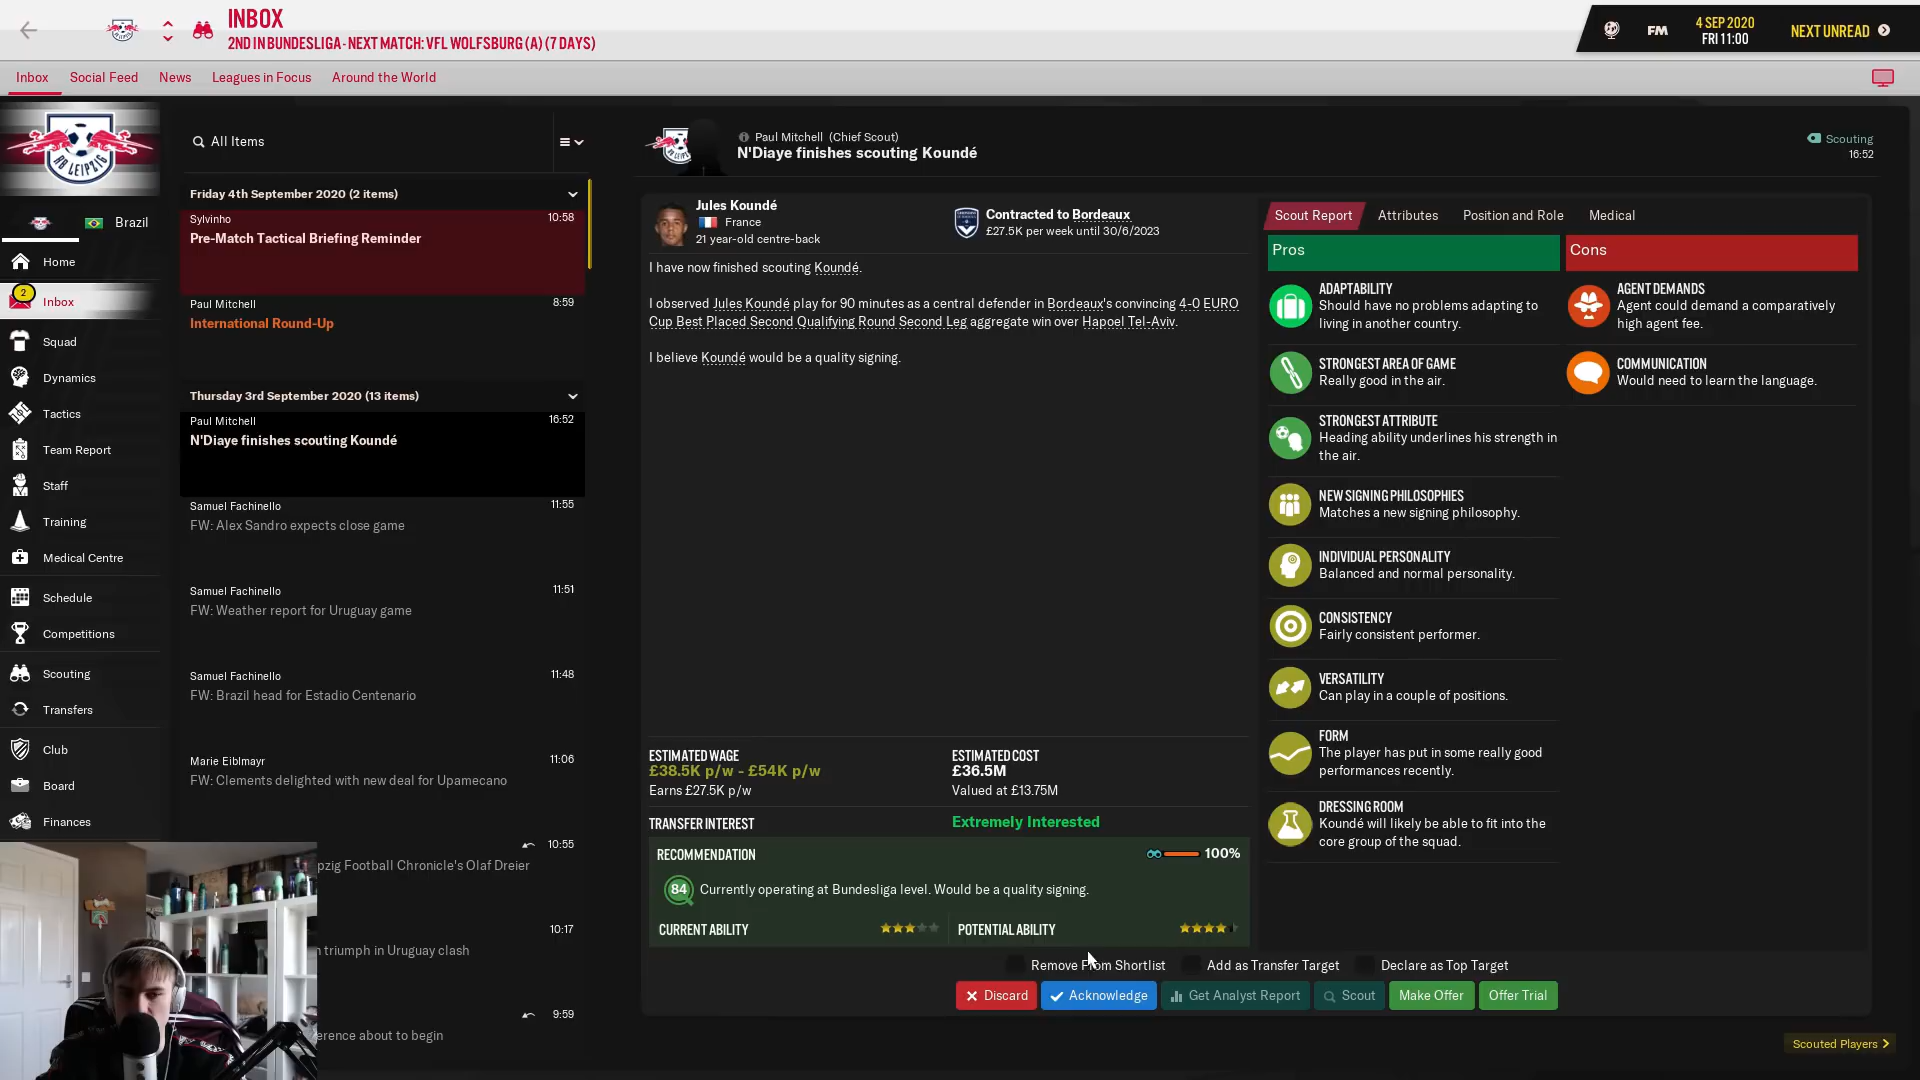 INBOX
2ND IN BUNDESLIGA - NEXT MATCH: VFL WOLFSBURG (A) (7 DAYS)
FM
4 SEP 2020
FRI 11:00
NEXT UNREAD
Inbox
Social Feed
News
Leagues in Focus
Around the World
RB LEIPZIG
Brazil
Home
2
Inbox
Squad
Dynamics
Tactics
Team Report
Staff
Training
Medical Centre
Schedule
Competitions
Scouting
Transfers
Club
Board
Finances
All Items
Friday 4th September 2020 (2 items)
Sylvinho 10:58
Pre-Match Tactical Briefing Reminder
Paul Mitchell 8:59
International Round-Up
Thursday 3rd September 2020 (13 items)
Paul Mitchell 16:52
N'Diaye finishes scouting Koundé
Samuel Fachinello 11:55
FW: Alex Sandro expects close game
Samuel Fachinello 11:51
FW: Weather report for Uruguay game
Samuel Fachinello 11:48
FW: Brazil head for Estadio Centenario
Marie Eiblmayr 11:06
FW: Clements delighted with new deal for Upamecano
10:55
pzig Football Chronicle's Olaf Dreier
10:17
triumph in Uruguay clash
9:59
erence about to begin
Paul Mitchell (Chief Scout)
N'Diaye finishes scouting Koundé
Scouting
16:52
Jules Koundé
France
21 year-old centre-back
Contracted to Bordeaux
£27.5K per week until 30/6/2023
I have now finished scouting Koundé.
I observed Jules Koundé play for 90 minutes as a central defender in Bordeaux's convincing 4-0 EURO
Cup Best Placed Second Qualifying Round Second Leg aggregate win over Hapoel Tel-Aviv.
I believe Koundé would be a quality signing.
ESTIMATED WAGE
£38.5K p/w - £54K p/w
Earns £27.5K p/w
ESTIMATED COST
£36.5M
Valued at £13.75M
TRANSFER INTEREST
Extremely Interested
RECOMMENDATION
100%
84 Currently operating at Bundesliga level. Would be a quality signing.
CURRENT ABILITY
POTENTIAL ABILITY
Scout Report
Attributes
Position and Role
Medical
Pros
ADAPTABILITY
Should have no problems adapting to
living in another country.
STRONGEST AREA OF GAME
Really good in the air.
STRONGEST ATTRIBUTE
Heading ability underlines his strength in
the air.
NEW SIGNING PHILOSOPHIES
Matches a new signing philosophy.
INDIVIDUAL PERSONALITY
Balanced and normal personality.
CONSISTENCY
Fairly consistent performer.
VERSATILITY
Can play in a couple of positions.
FORM
The player has put in some really good
performances recently.
DRESSING ROOM
Koundé will likely be able to fit into the
core group of the squad.
Cons
AGENT DEMANDS
Agent could demand a comparatively
high agent fee.
COMMUNICATION
Would need to learn the language.
Remove From Shortlist
Add as Transfer Target
Declare as Top Target
Discard
Acknowledge
Get Analyst Report
Scout
Make Offer
Offer Trial
Scouted Players